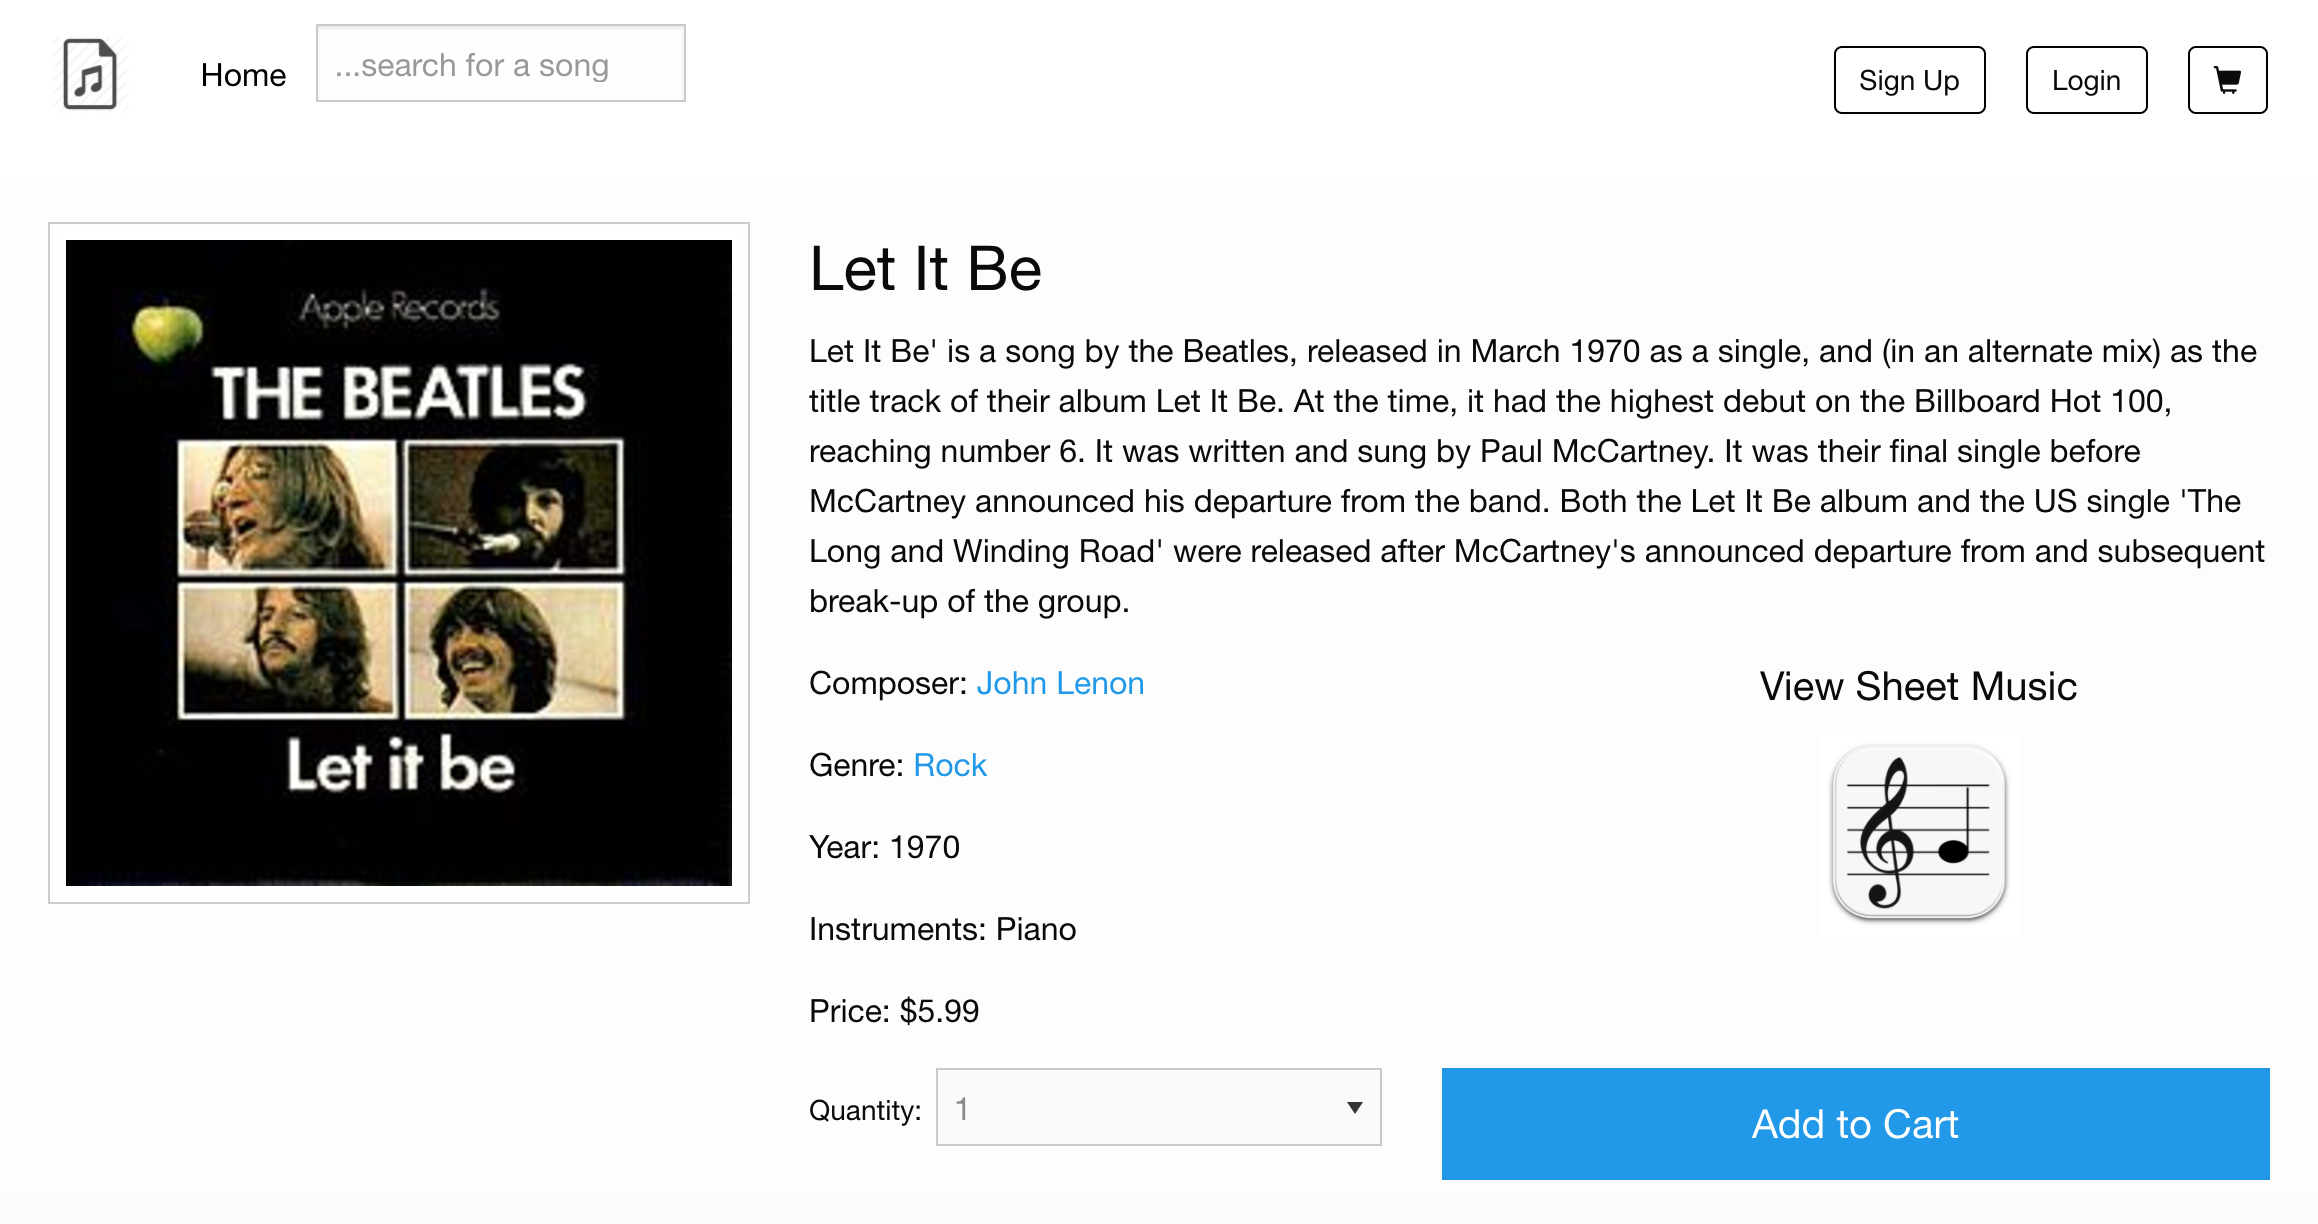 Home
...search for a song
Sign Up
Login
Apple Records
THE BEATLES
Let it be
Let It Be
Let It Be' is a song by the Beatles, released in March 1970 as a single, and (in an alternate mix) as the
title track of their album Let It Be. At the time, it had the highest debut on the Billboard Hot 100,
reaching number 6. It was written and sung by Paul McCartney. It was their final single before
McCartney announced his departure from the band. Both the Let It Be album and the US single 'The
Long and Winding Road' were released after McCartney's announced departure from and subsequent
break-up of the group.
Composer: John Lenon
View Sheet Music
Genre: Rock
Year: 1970
Instruments: Piano
Price: $5.99
Quantity: 1
Add to Cart